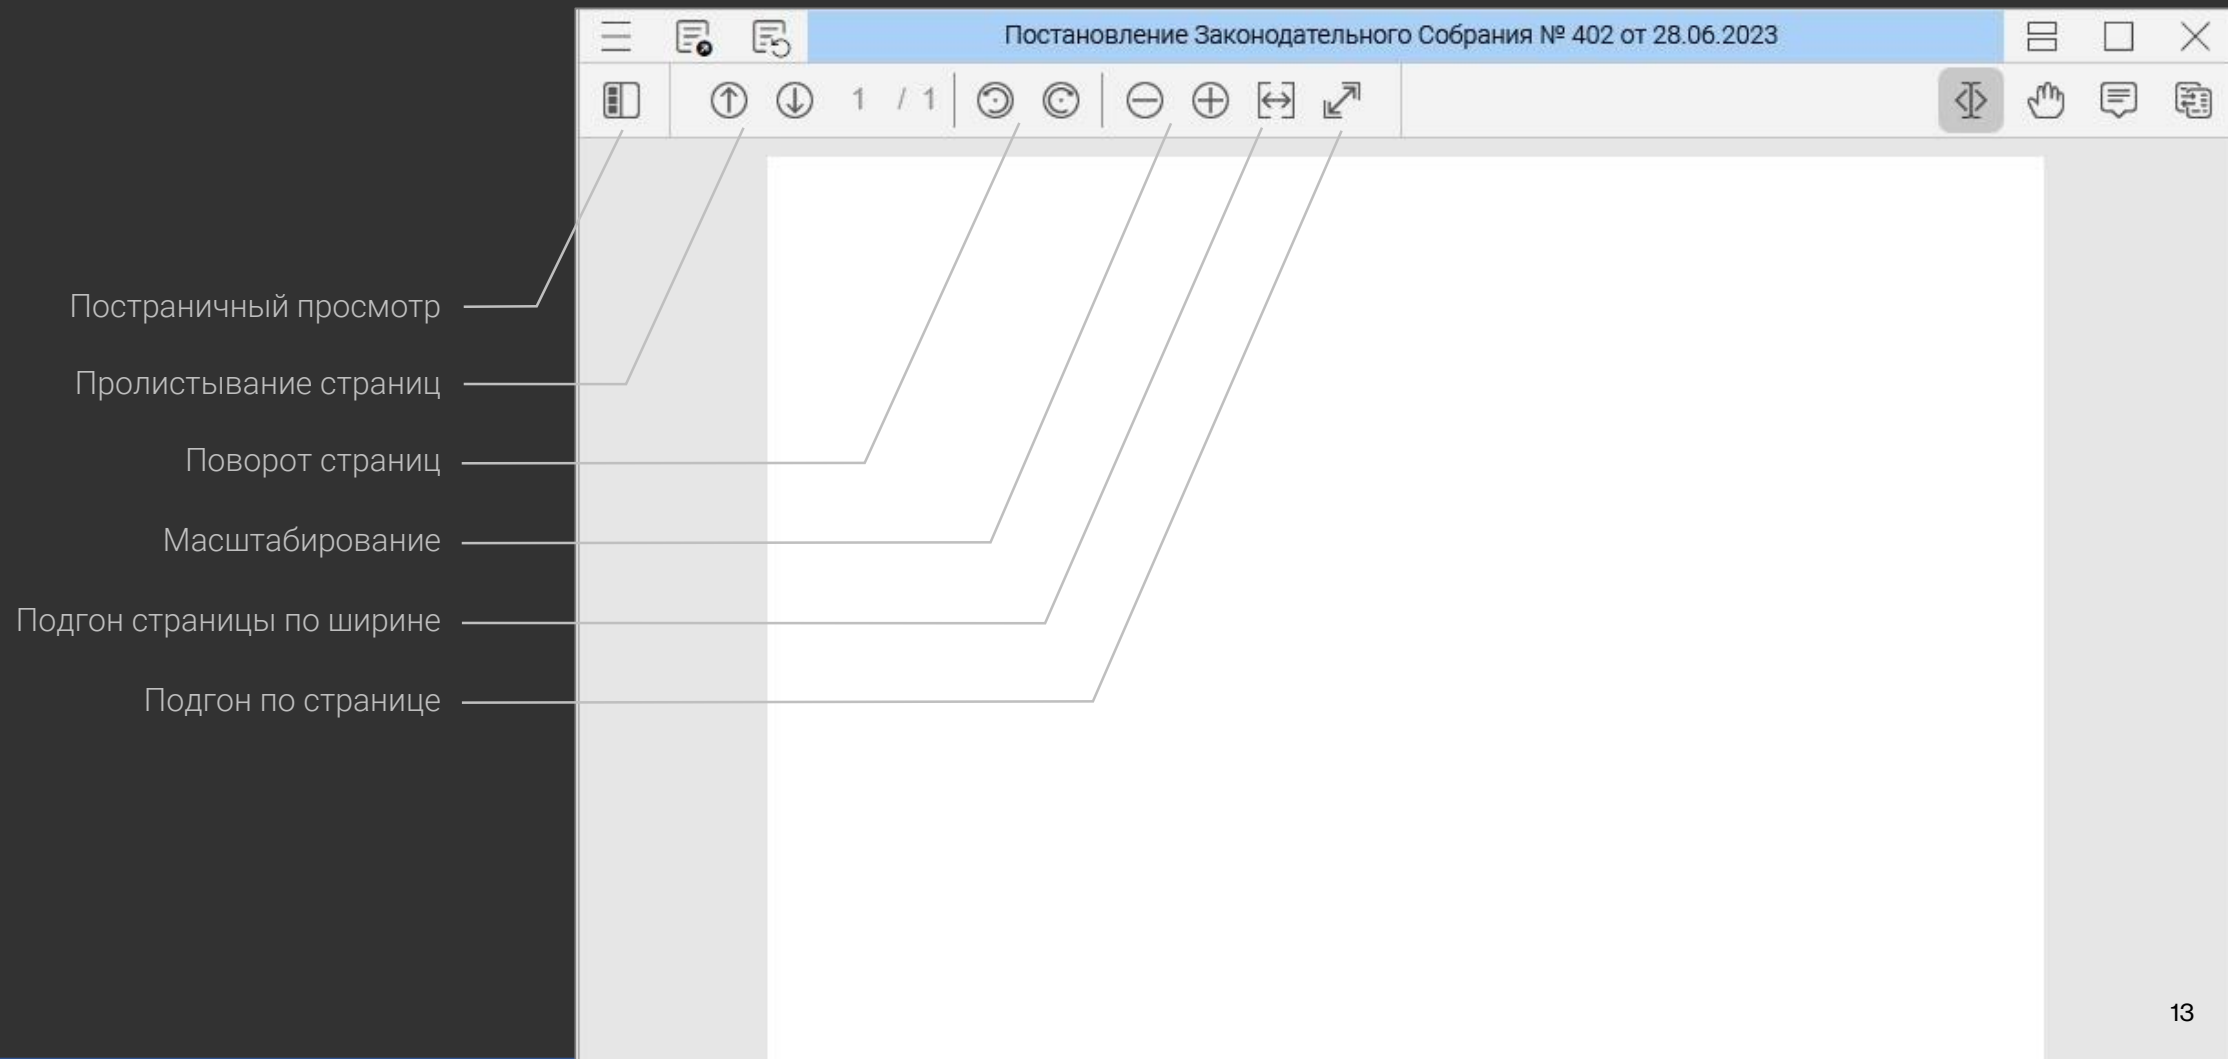 Постановление Законодательного Собрания № 402 от 28.06.2023
1 / 1
Постраничный просмотр
Пролистывание страниц
Поворот страниц
Масштабирование
Подгон страницы по ширине
Подгон по странице
13